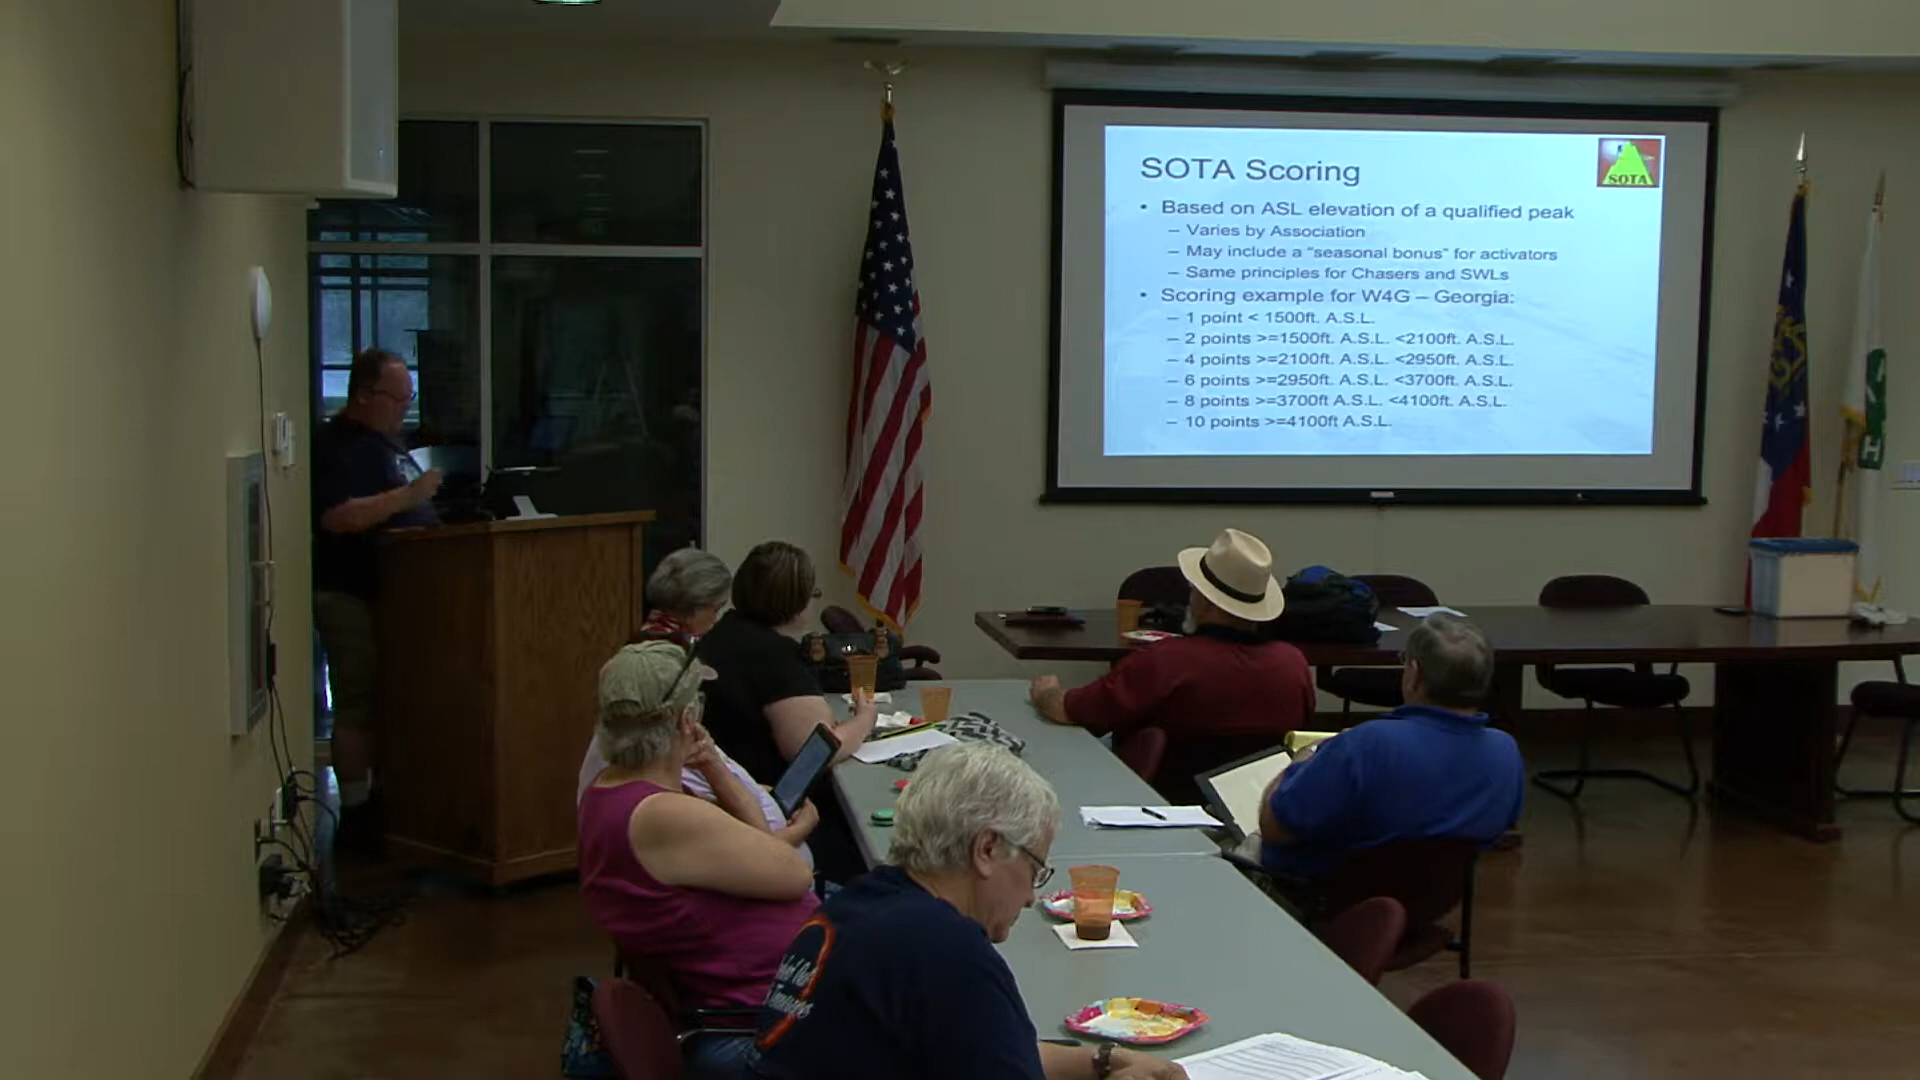 SOTA Scoring
SOTA
• Based on ASL elevation of a qualified peak
– Varies by Association
– May include a “seasonal bonus” for activators
– Same principles for Chasers and SWLs
• Scoring example for W4G – Georgia:
– 1 point < 1500ft. A.S.L.
– 2 points >=1500ft. A.S.L. <2100ft. A.S.L.
– 4 points >=2100ft. A.S.L. <2950ft. A.S.L.
– 6 points >=2950ft. A.S.L. <3700ft. A.S.L.
– 8 points >=3700ft A.S.L. <4100ft. A.S.L.
– 10 points >=4100ft A.S.L.
H